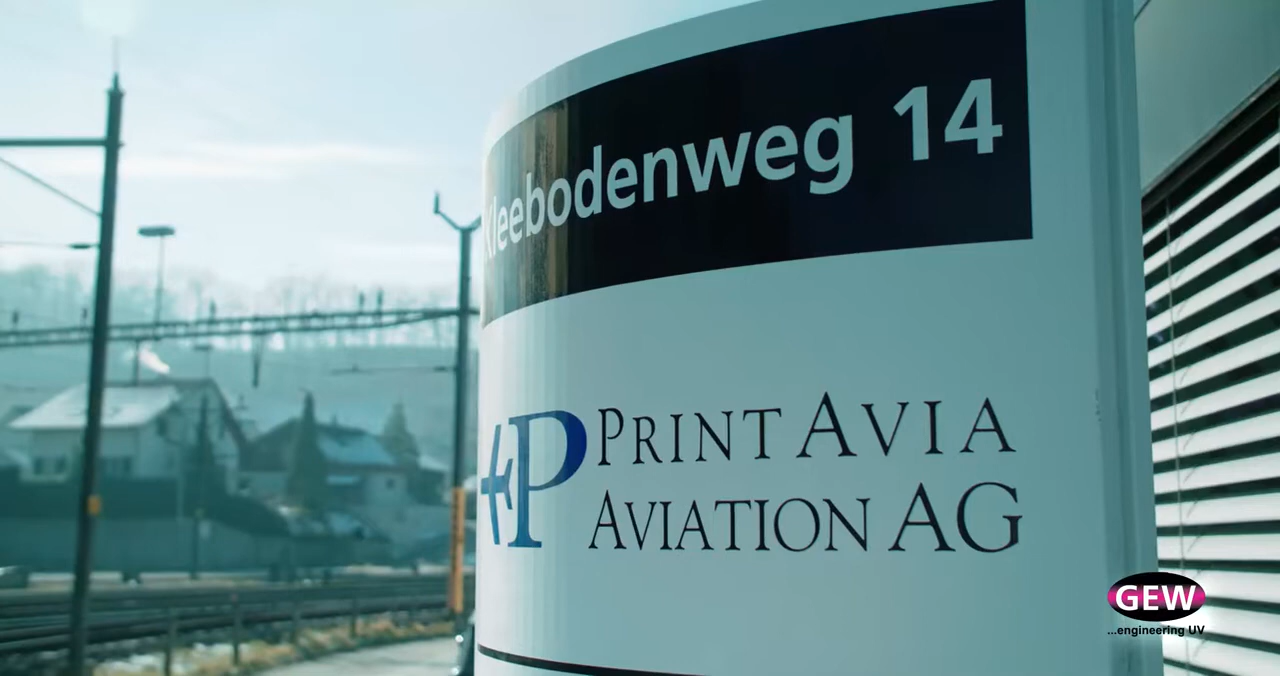 Kleebodenweg 14
PRINT AVIA
AVIATION AG
GEW
...engineering UV